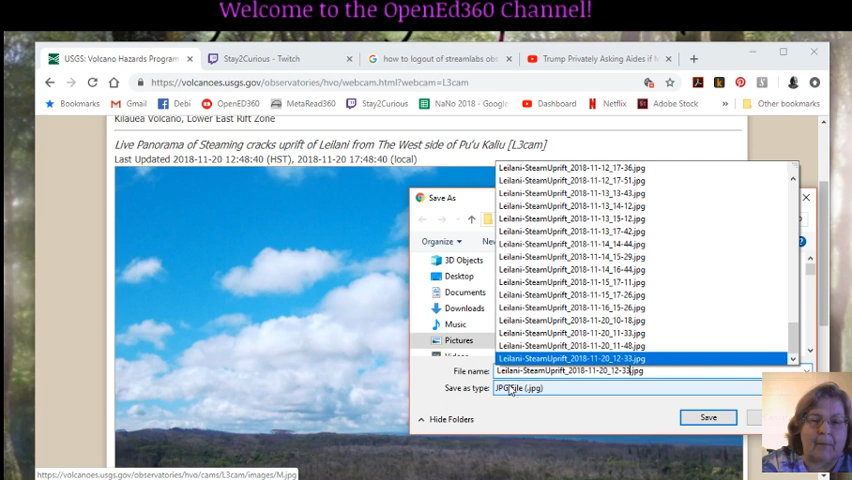 Welcome to the OpenEd360 Channel!
USGS: Volcano Hazards Program
Stay2Curious - Twitch
how to logout of streamlabs obs
Trump Privately Asking Aides if M
https://volcanoes.usgs.gov/observatories/hvo/webcam.html?webcam=L3cam
Bookmarks
Gmail
Debi
OpenED360
MetaRead360
Stay2Curious
NaNo 2018 - Google
Dashboard
Netflix
Adobe Stock
Other bookmarks
Kilauea Volcano, Lower East Rift Zone
Live Panorama of Steaming cracks uprift of Leilani from The West side of Pu'u Kaliu [L3cam]
Last Updated 2018-11-20 12:48:40 (HST), 2018-11-20 17:48:40 (local)
Save As
Organize
New
3D Objects
Desktop
Documents
Downloads
Music
Pictures
Leilani-SteamUprift_2018-11-12_17-36.jpg
Leilani-SteamUprift_2018-11-12_17-51.jpg
Leilani-SteamUprift_2018-11-13_13-43.jpg
Leilani-SteamUprift_2018-11-13_14-12.jpg
Leilani-SteamUprift_2018-11-13_15-12.jpg
Leilani-SteamUprift_2018-11-13_17-42.jpg
Leilani-SteamUprift_2018-11-14_14-44.jpg
Leilani-SteamUprift_2018-11-14_15-29.jpg
Leilani-SteamUprift_2018-11-14_16-44.jpg
Leilani-SteamUprift_2018-11-15_17-11.jpg
Leilani-SteamUprift_2018-11-15_17-26.jpg
Leilani-SteamUprift_2018-11-16_15-26.jpg
Leilani-SteamUprift_2018-11-20_10-18.jpg
Leilani-SteamUprift_2018-11-20_11-33.jpg
Leilani-SteamUprift_2018-11-20_11-48.jpg
Leilani-SteamUprift_2018-11-20_12-33.jpg
File name: Leilani-SteamUprift_2018-11-20_12-33.jpg
Save as type: JPG File (.jpg)
Hide Folders
Save
https://volcanoes.usgs.gov/observatories/hvo/cams/L3cam/images/M.jpg